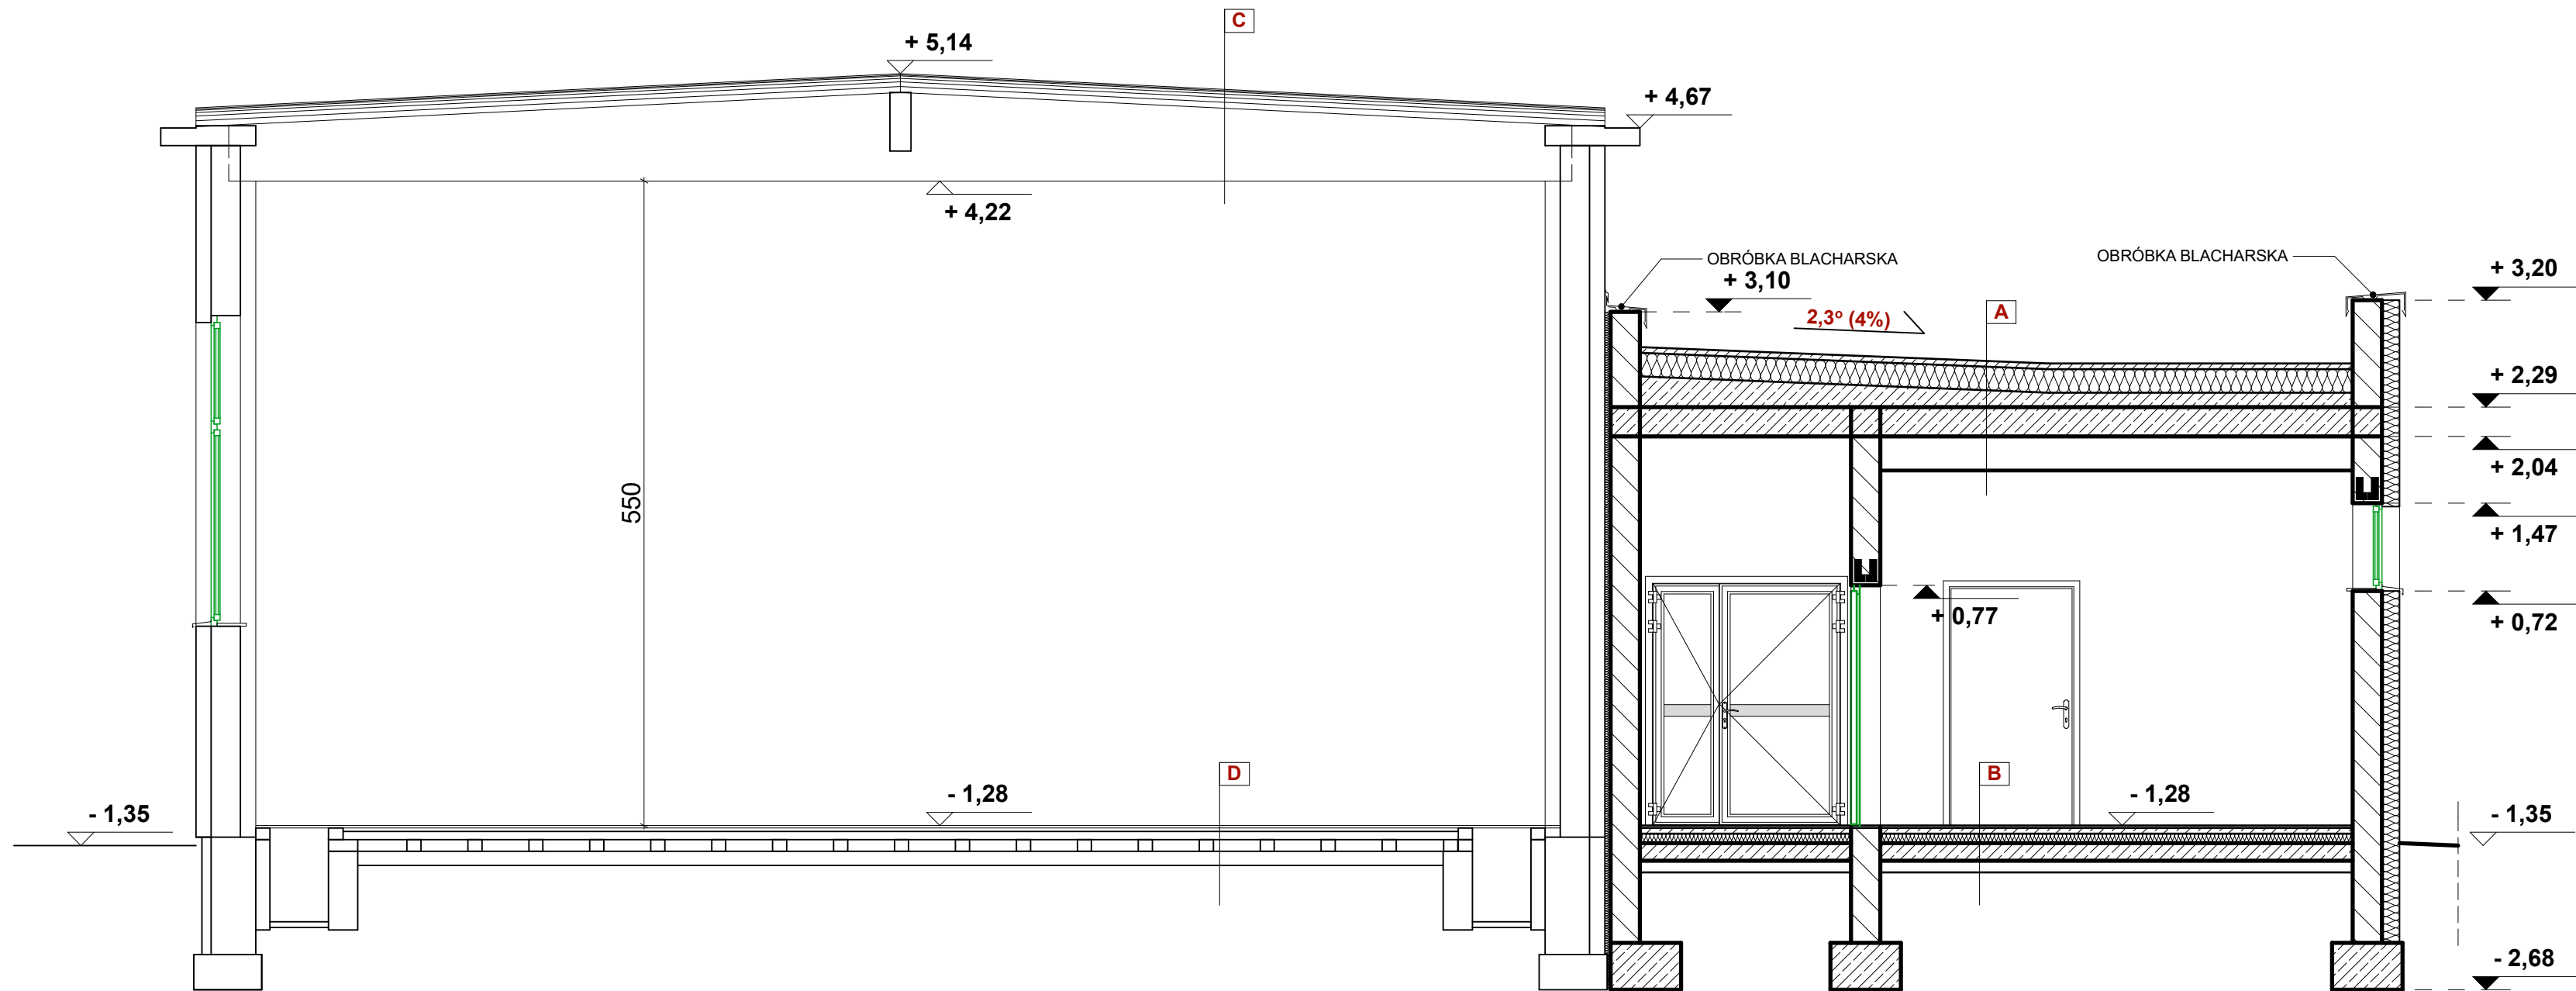 C
+ 5,14
+ 4,67
+ 4,22
OBRÓBKA BLACHARSKA
OBRÓBKA BLACHARSKA
+ 3,10
+ 3,20
2,3º (4%)
A
+ 2,29
+ 2,04
550
+ 1,47
+ 0,77
+ 0,72
D
B
- 1,35
- 1,28
- 1,28
- 1,35
- 2,68